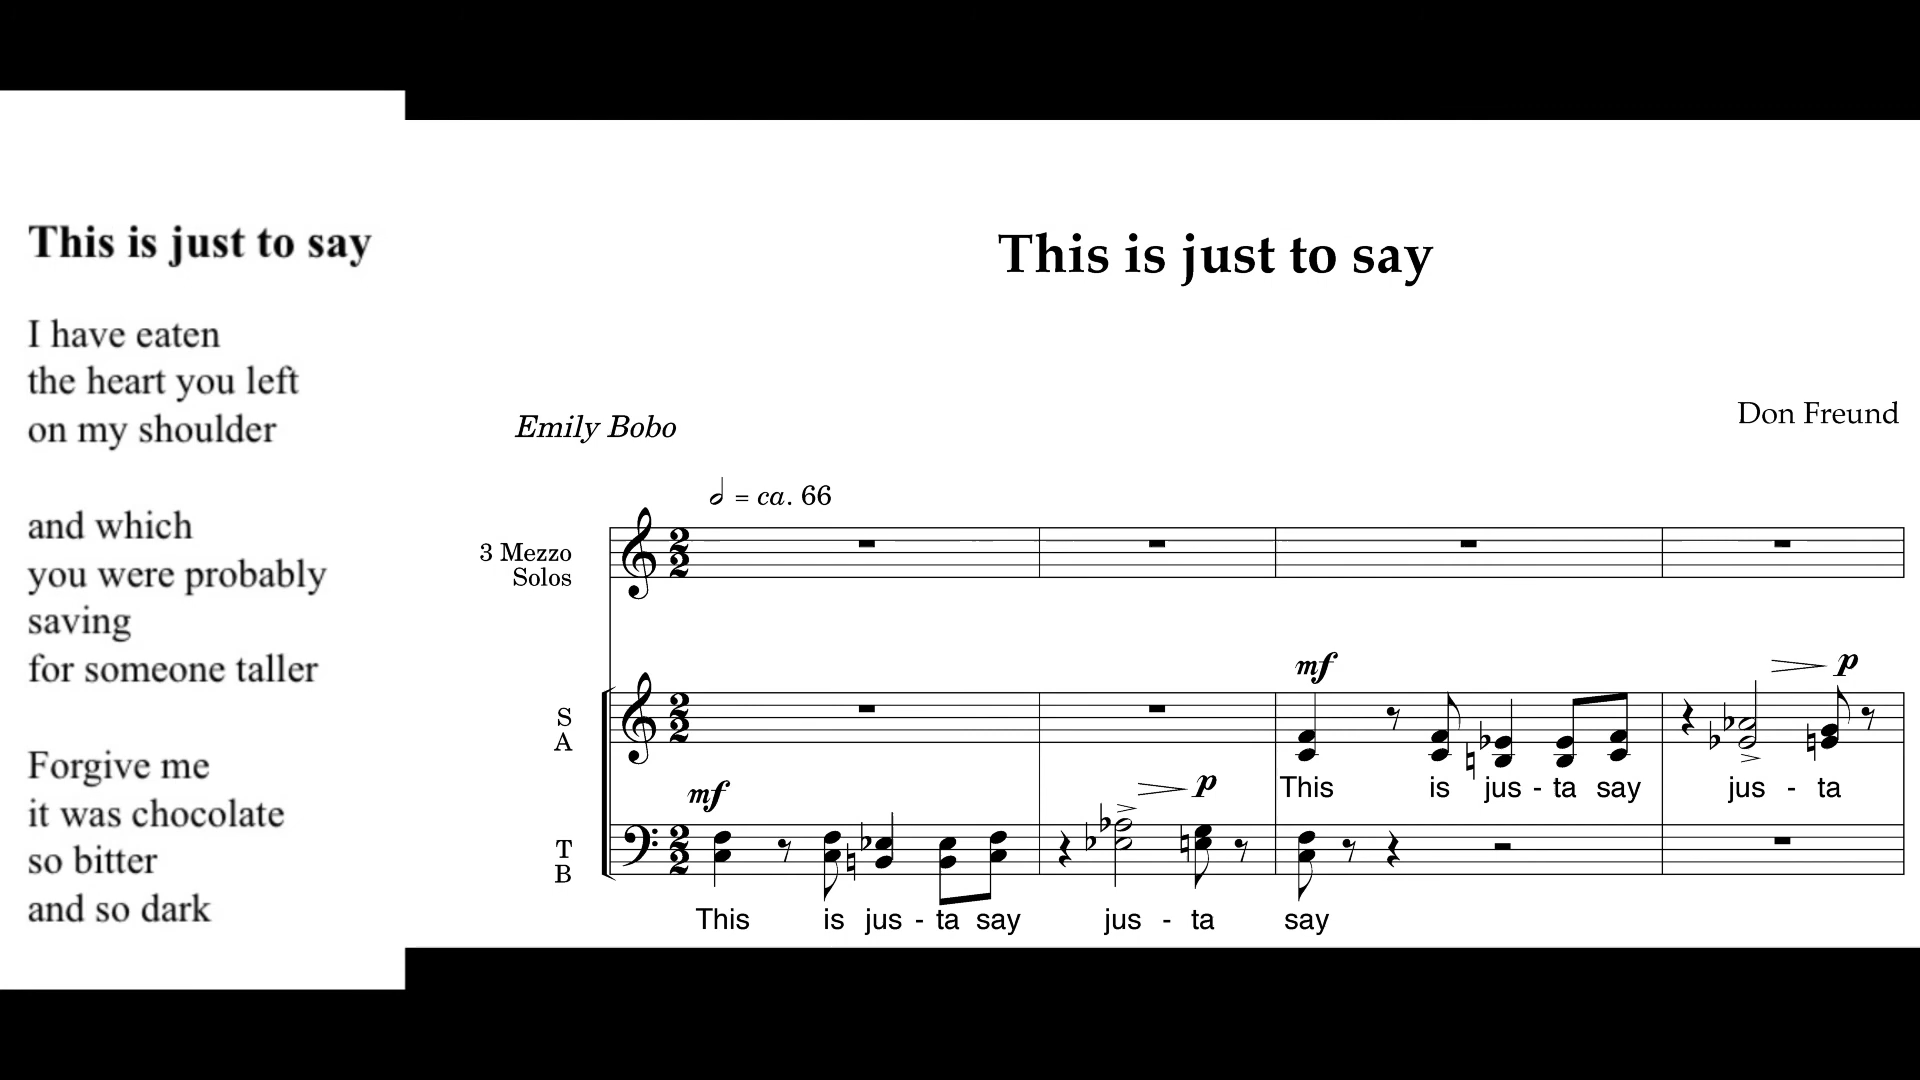 This is just to say
I have eaten
the heart you left
on my shoulder
and which
you were probably
saving
for someone taller
Forgive me
it was chocolate
so bitter
and so dark
This is just to say
Emily Bobo
Don Freund
= ca. 66
3 Mezzo
Solos
mf
p
S
A
This is jus - ta say jus - ta
mf
p
T
B
This is jus - ta say jus - ta say